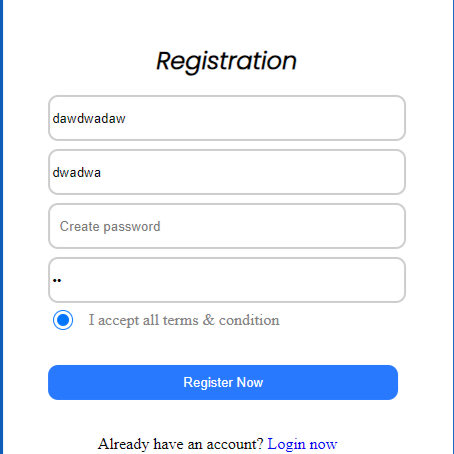 Registration
dawdwadaw
dwadwa
Create password
••
I accept all terms & condition
Register Now
Already have an account? Login now